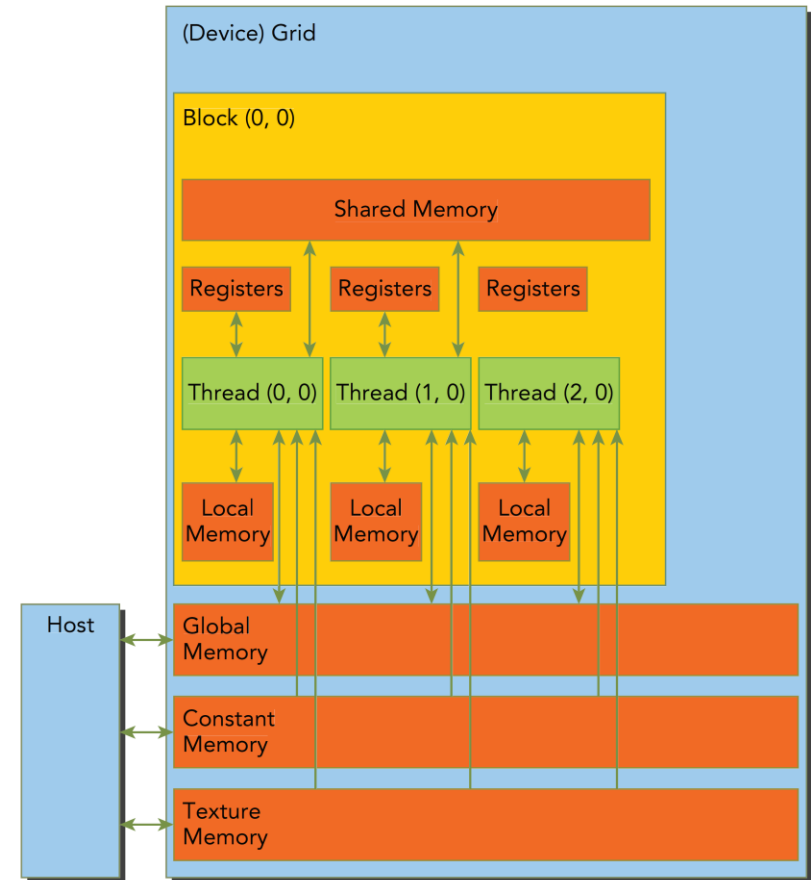 (Device) Grid
Block (0, 0)
Shared Memory
Registers
Registers
Registers
Thread (0, 0)
Thread (1, 0)
Thread (2, 0)
Local
Memory
Local
Memory
Local
Memory
Host
Global
Memory
Constant
Memory
Texture
Memory